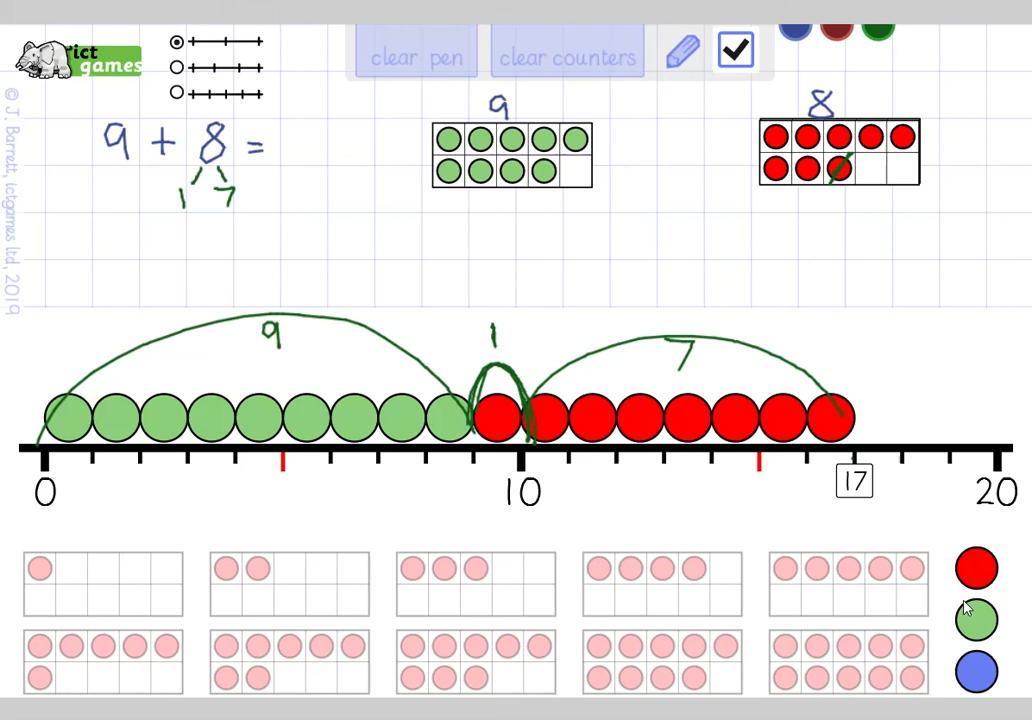 ict
games
clear pen
clear counters
© J. Barrett, ictgames ltd, 2019
9 + 8 =
1 7
9
8
9
1
7
0
10
17
20